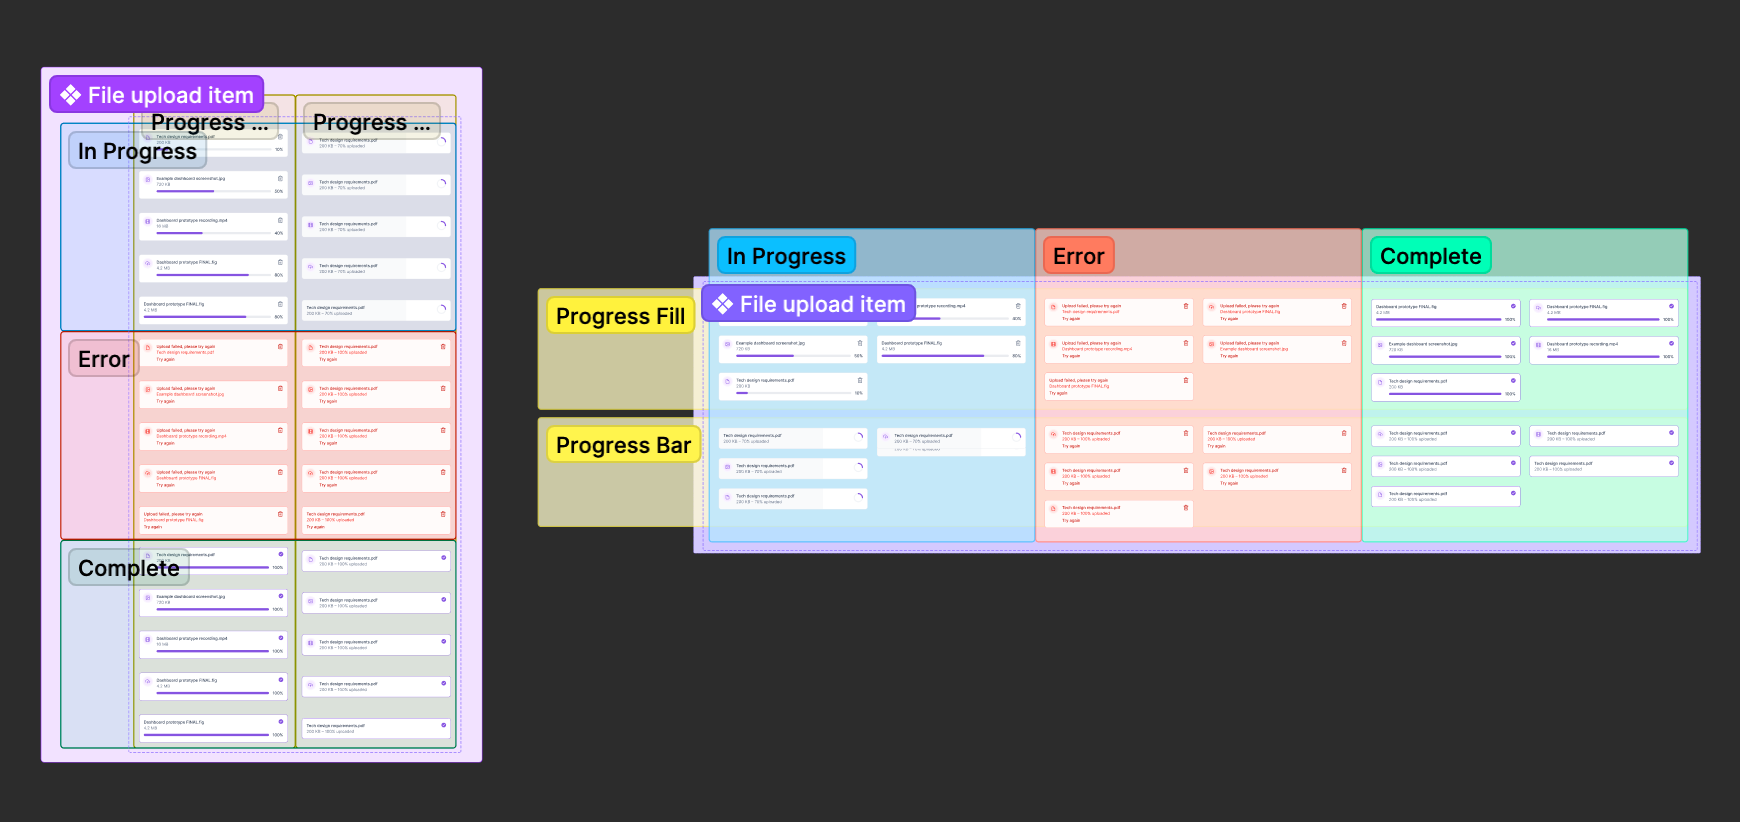 File upload item
Progress ...
Progress ...
In Progress
Tech design requirements.pdf
200 KB
10%
Tech design requirements.pdf
200 KB – 70% uploaded
Example dashboard screenshot.jpg
720 KB
50%
Tech design requirements.pdf
200 KB – 70% uploaded
Dashboard prototype recording.mp4
16 MB
40%
Tech design requirements.pdf
200 KB – 70% uploaded
Dashboard prototype FINAL.fig
4.2 MB
80%
Tech design requirements.pdf
200 KB – 70% uploaded
Dashboard prototype FINAL.fig
4.2 MB
80%
Tech design requirements.pdf
200 KB – 70% uploaded
Error
Upload failed, please try again
Tech design requirements.pdf
Try again
Tech design requirements.pdf
200 KB – 100% uploaded
Try again
Upload failed, please try again
Example dashboard screenshot.jpg
Try again
Tech design requirements.pdf
200 KB – 100% uploaded
Try again
Upload failed, please try again
Dashboard prototype recording.mp4
Try again
Tech design requirements.pdf
200 KB – 100% uploaded
Try again
Upload failed, please try again
Dashboard prototype FINAL.fig
Try again
Tech design requirements.pdf
200 KB – 100% uploaded
Try again
Upload failed, please try again
Dashboard prototype FINAL.fig
Try again
Tech design requirements.pdf
200 KB – 100% uploaded
Try again
Complete
Tech design requirements.pdf
100%
Tech design requirements.pdf
200 KB – 100% uploaded
Example dashboard screenshot.jpg
720 KB
100%
Tech design requirements.pdf
200 KB – 100% uploaded
Dashboard prototype recording.mp4
16 MB
100%
Tech design requirements.pdf
200 KB – 100% uploaded
Dashboard prototype FINAL.fig
4.2 MB
100%
Tech design requirements.pdf
200 KB – 100% uploaded
Dashboard prototype FINAL.fig
4.2 MB
100%
Tech design requirements.pdf
200 KB – 100% uploaded
In Progress
Error
Complete
File upload item
Progress Fill
prototype recording.mp4
40%
Example dashboard screenshot.jpg
720 KB
50%
Dashboard prototype FINAL.fig
4.2 MB
80%
Tech design requirements.pdf
200 KB
10%
Upload failed, please try again
Tech design requirements.pdf
Try again
Upload failed, please try again
Dashboard prototype FINAL.fig
Try again
Upload failed, please try again
Dashboard prototype recording.mp4
Try again
Upload failed, please try again
Example dashboard screenshot.jpg
Try again
Upload failed, please try again
Dashboard prototype FINAL.fig
Try again
Dashboard prototype FINAL.fig
4.2 MB
100%
Dashboard prototype FINAL.fig
4.2 MB
100%
Example dashboard screenshot.jpg
720 KB
100%
Dashboard prototype recording.mp4
16 MB
100%
Tech design requirements.pdf
200 KB
100%
Progress Bar
Tech design requirements.pdf
200 KB – 70% uploaded
Tech design requirements.pdf
200 KB – 70% uploaded
Tech design requirements.pdf
200 KB – 70% uploaded
Tech design requirements.pdf
200 KB – 70% uploaded
Tech design requirements.pdf
200 KB – 100% uploaded
Try again
Tech design requirements.pdf
200 KB – 100% uploaded
Try again
Tech design requirements.pdf
200 KB – 100% uploaded
Try again
Tech design requirements.pdf
200 KB – 100% uploaded
Try again
Tech design requirements.pdf
200 KB – 100% uploaded
Try again
Tech design requirements.pdf
200 KB – 100% uploaded
Tech design requirements.pdf
200 KB – 100% uploaded
Tech design requirements.pdf
200 KB – 100% uploaded
Tech design requirements.pdf
200 KB – 100% uploaded
Tech design requirements.pdf
200 KB – 100% uploaded